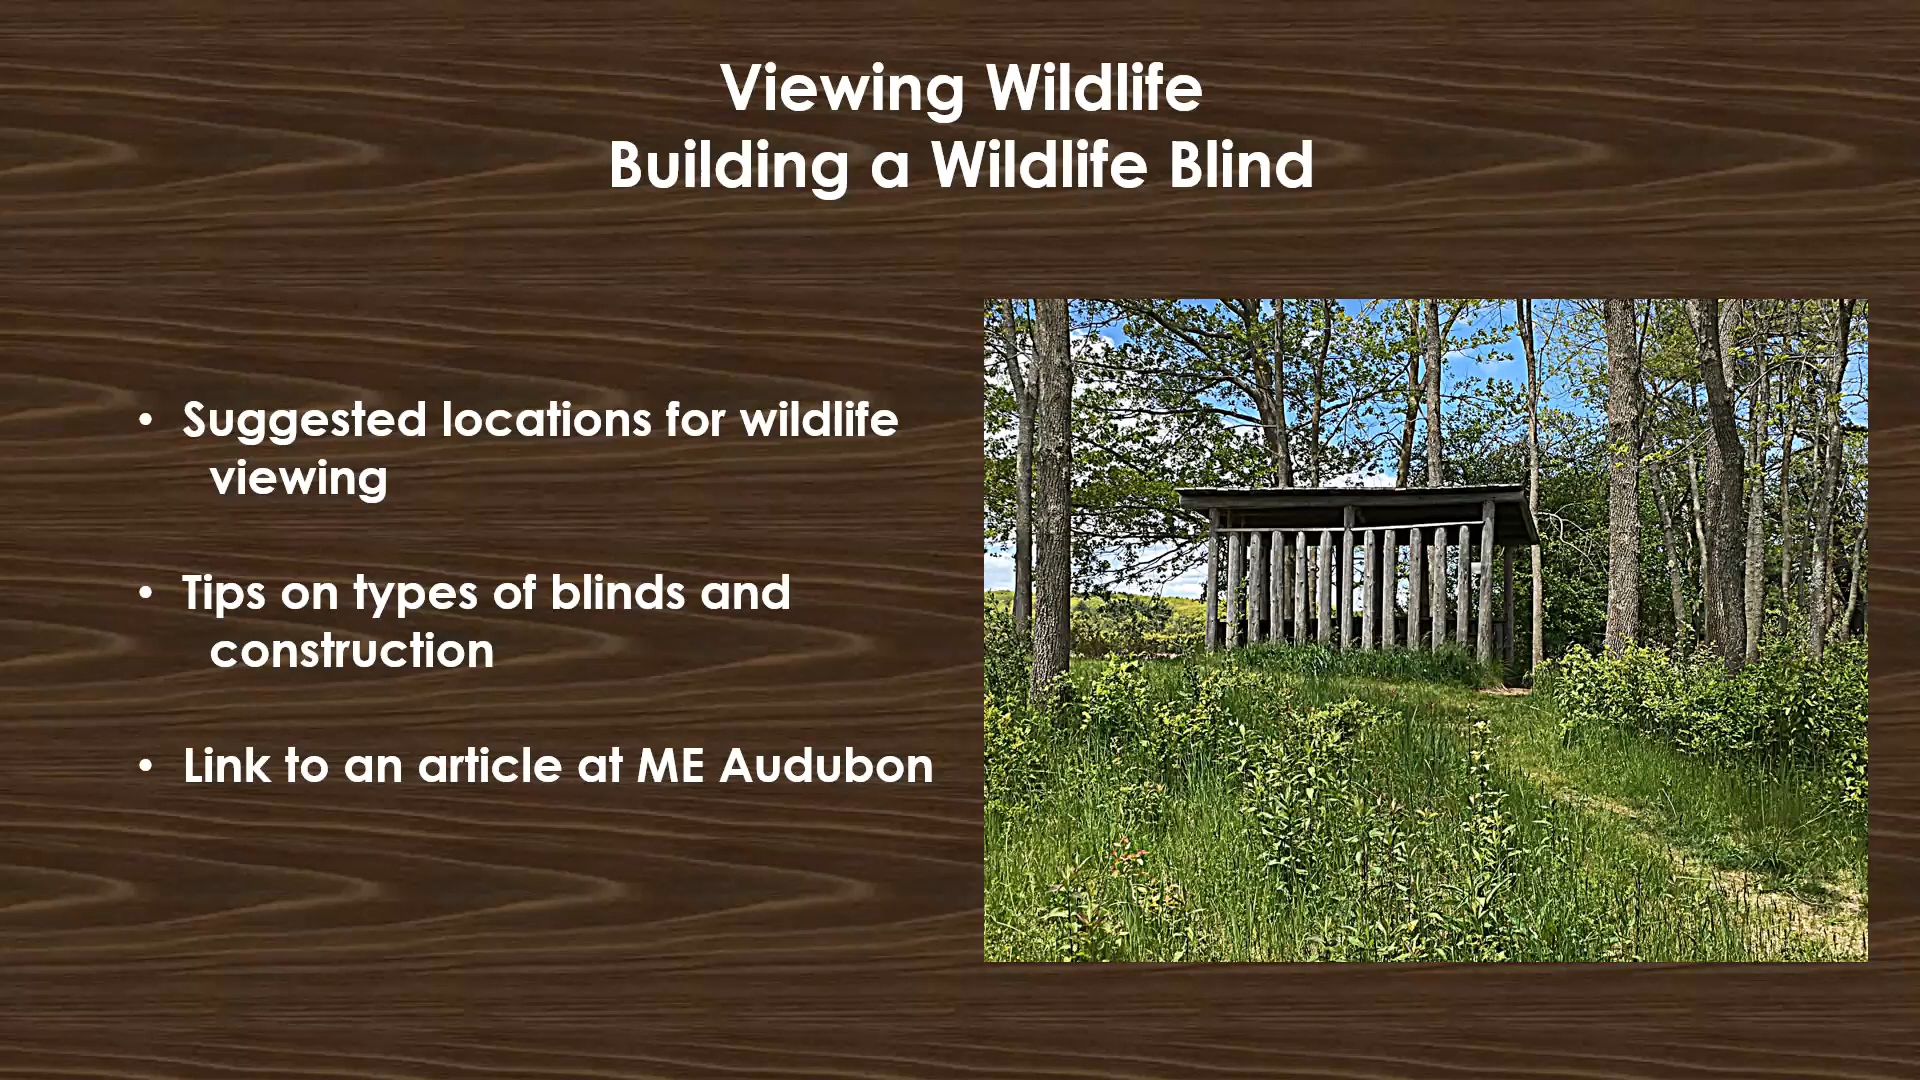 Viewing Wildlife
Building a Wildlife Blind
• Suggested locations for wildlife
viewing
• Tips on types of blinds and
construction
• Link to an article at ME Audubon